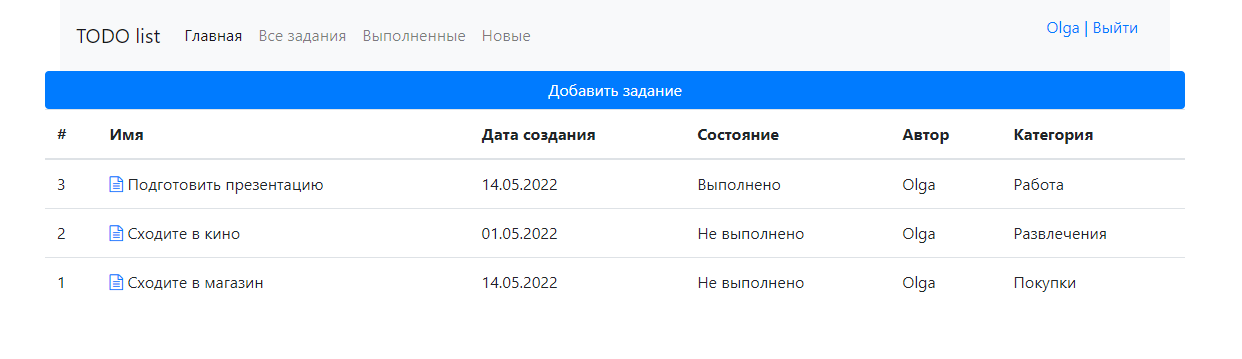 TODO list Главная Все задания Выполненные Новые Olga | Выйти
Добавить задание
# Имя Дата создания Состояние Автор Категория
3 Подготовить презентацию 14.05.2022 Выполнено Olga Работа
2 Сходите в кино 01.05.2022 Не выполнено Olga Развлечения
1 Сходите в магазин 14.05.2022 Не выполнено Olga Покупки